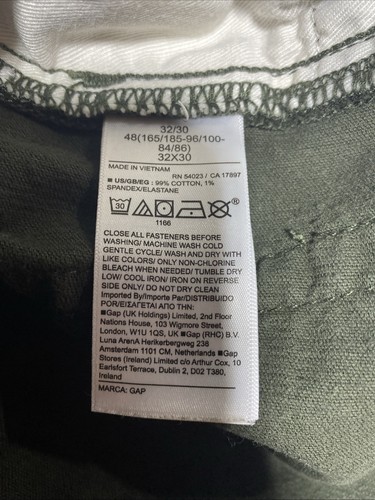 32/30
48(165/185-96/100-
84/86)
32X30
MADE IN VIETNAM
RN 54023 / CA 17897
■ US/GB/EG : 99% COTTON, 1%
SPANDEX/ELASTANE
30
1166
CLOSE ALL FASTENERS BEFORE
WASHING/ MACHINE WASH COLD
GENTLE CYCLE/ WASH AND DRY WITH
LIKE COLORS/ ONLY NON-CHLORINE
BLEACH WHEN NEEDED/ TUMBLE DRY
LOW/ COOL IRON/ IRON ON REVERSE
SIDE ONLY/ DO NOT DRY CLEAN
Imported By/Importe Par/DISTRIBUIDO
POR/ΕΙΣΑΓΕΤΑΙ ΑΠΟ ΤΗΝ:
■Gap (UK Holdings) Limited, 2nd Floor
Nations House, 103 Wigmore Street,
London, W1U 1QS, UK ■Gap (RHC) B.V.
Luna ArenA Herikerbergweg 238
Amsterdam 1101 CM, Netherlands ■Gap
Stores (Ireland) Limited c/o Arthur Cox, 10
Earlsfort Terrace, Dublin 2, D02 T380,
Ireland
MARCA: GAP